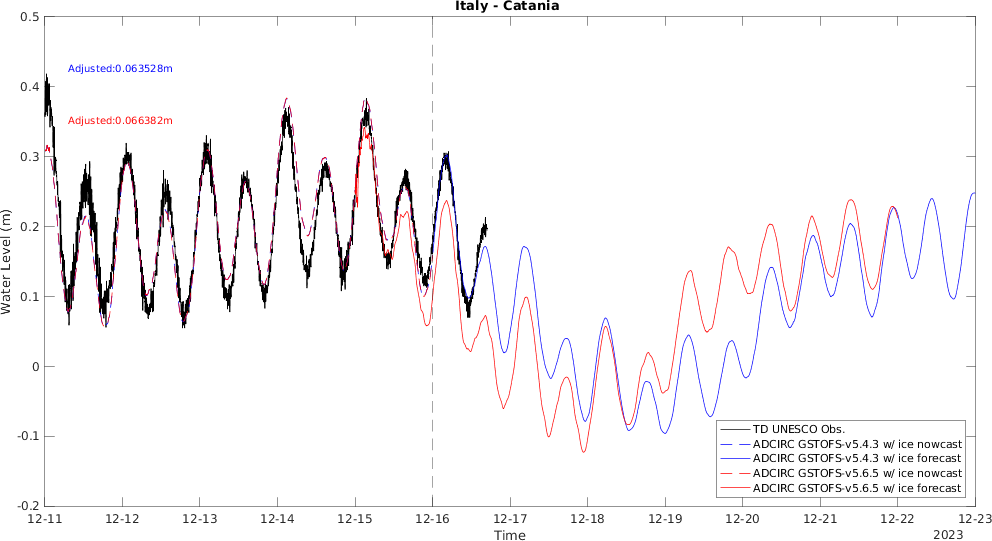 Italy - Catania
0.5
0.4
0.3
0.2
0.1
0
-0.1
-0.2
Water Level (m)
Adjusted:0.063528m
Adjusted:0.066382m
TD UNESCO Obs.
ADCIRC GSTOFS-v5.4.3 w/ ice nowcast
ADCIRC GSTOFS-v5.4.3 w/ ice forecast
ADCIRC GSTOFS-v5.6.5 w/ ice nowcast
ADCIRC GSTOFS-v5.6.5 w/ ice forecast
12-11 12-12 12-13 12-14 12-15 12-16 12-17 12-18 12-19 12-20 12-21 12-22 12-23
Time
2023